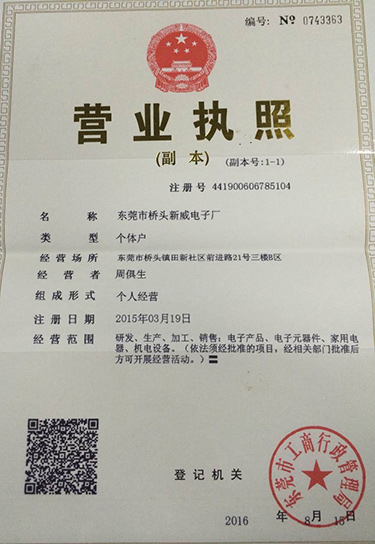 编号: № 0743363
营业执照
(副 本) (副本号:1-1)
注册号 441900606785104
名称 东莞市桥头新威电子厂
类型 个体户
经营场所 东莞市桥头镇田新社区前进路21号三楼B区
经营者 周俱生
组成形式 个人经营
注册日期 2015年03月19日
经营范围 研发、生产、加工、销售:电子产品、电子元器件、家用电
器、机电设备。(依法须经批准的项目,经相关部门批准后
方可开展经营活动。)
登记机关
东莞市工商行政管理局
2016 年 8月 15日